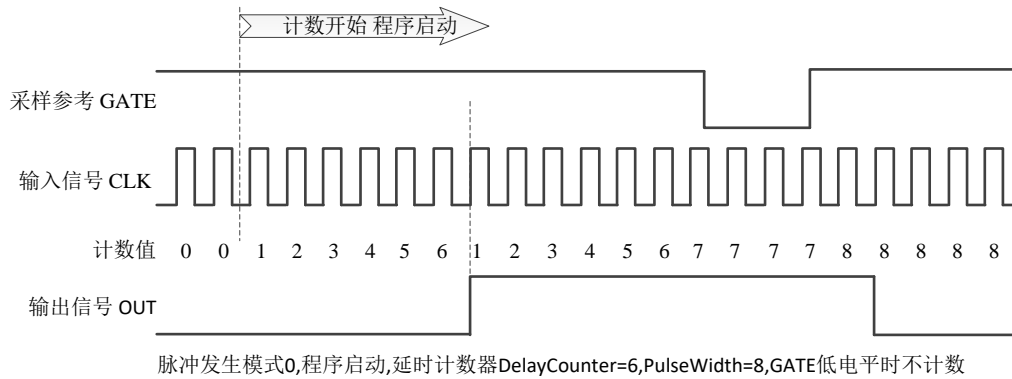 计数开始 程序启动
采样参考 GATE
输入信号 CLK
计数值 0 0 1 2 3 4 5 6 1 2 3 4 5 6 7 7 7 7 8 8 8 8 8
输出信号 OUT
脉冲发生模式0,程序启动,延时计数器DelayCounter=6,PulseWidth=8,GATE低电平时不计数